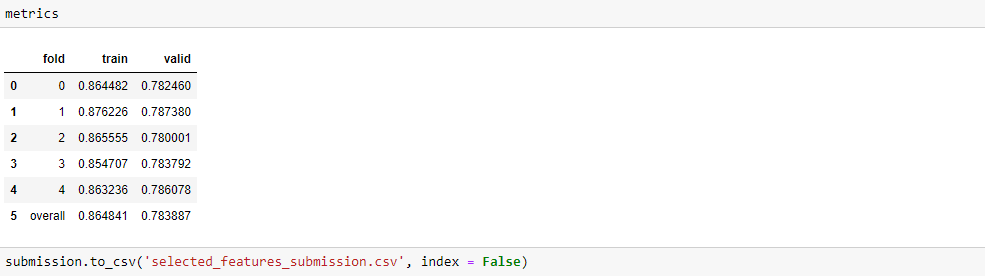 metrics
fold train valid
0 0 0.864482 0.782460
1 1 0.876226 0.787380
2 2 0.865555 0.780001
3 3 0.854707 0.783792
4 4 0.863236 0.786078
5 overall 0.864841 0.783887
submission.to_csv('selected_features_submission.csv', index = False)